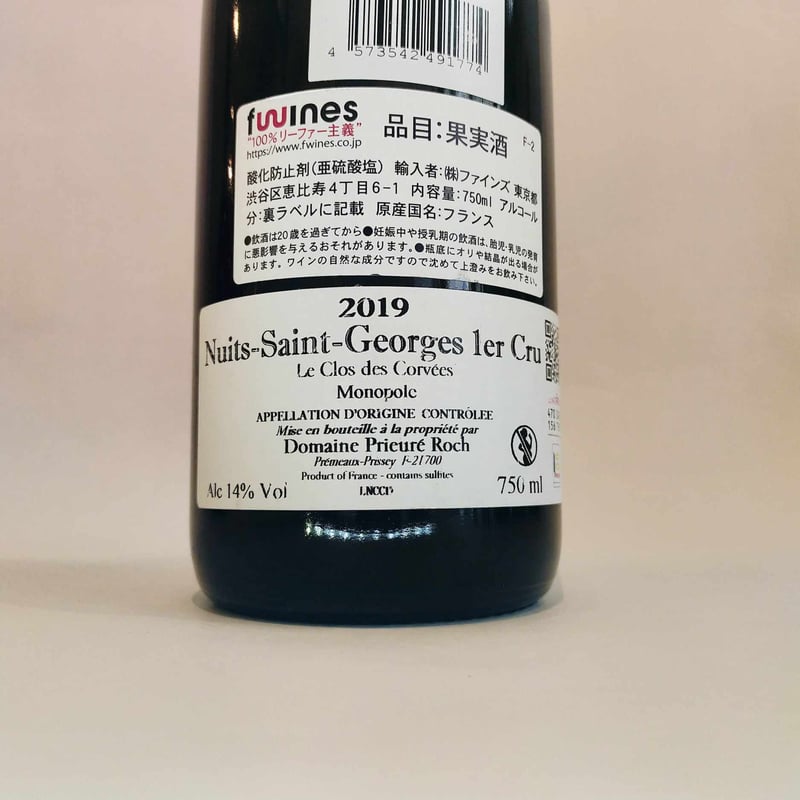 4 573542 491774
fwines
"100%リーファー主義"
https://www.fwines.co.jp
品目:果実酒
F-2
酸化防止剤(亜硫酸塩) 輸入者:㈱ファインズ 東京都
渋谷区恵比寿4丁目6-1 内容量:750ml アルコール
分:裏ラベルに記載 原産国名:フランス
●飲酒は20歳を過ぎてから●妊娠中や授乳期の飲酒は、胎児・乳児の発育
に悪影響を与えるおそれがあります。●瓶底にオリや結晶が出る場合が
あります。ワインの自然な成分ですので沈めて上澄みをお飲み下さい。
2019
Nuits-Saint-Georges 1er Cru
Le Clos des Corvées
Monopole
APPELLATION D'ORIGINE CONTRÔLÉE
Mise en bouteille à la propriété par
Domaine Prieuré Roch
Prémeaux-Prissey F-21700
Product of France - contains sulfites
Alc 14% Vol
LNCC19
750 ml